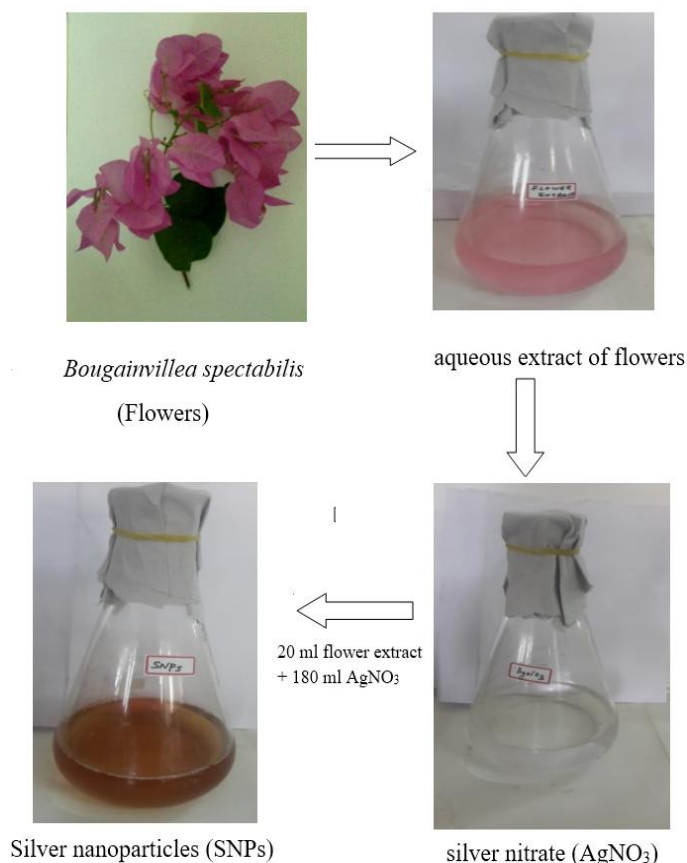 FLOWER
EXTRACT
Bougainvillea spectabilis
(Flowers)
aqueous extract of flowers
SNPs
20 ml flower extract
+ 180 ml AgNO₃
AgNO₃
Silver nanoparticles (SNPs)
silver nitrate (AgNO₃)